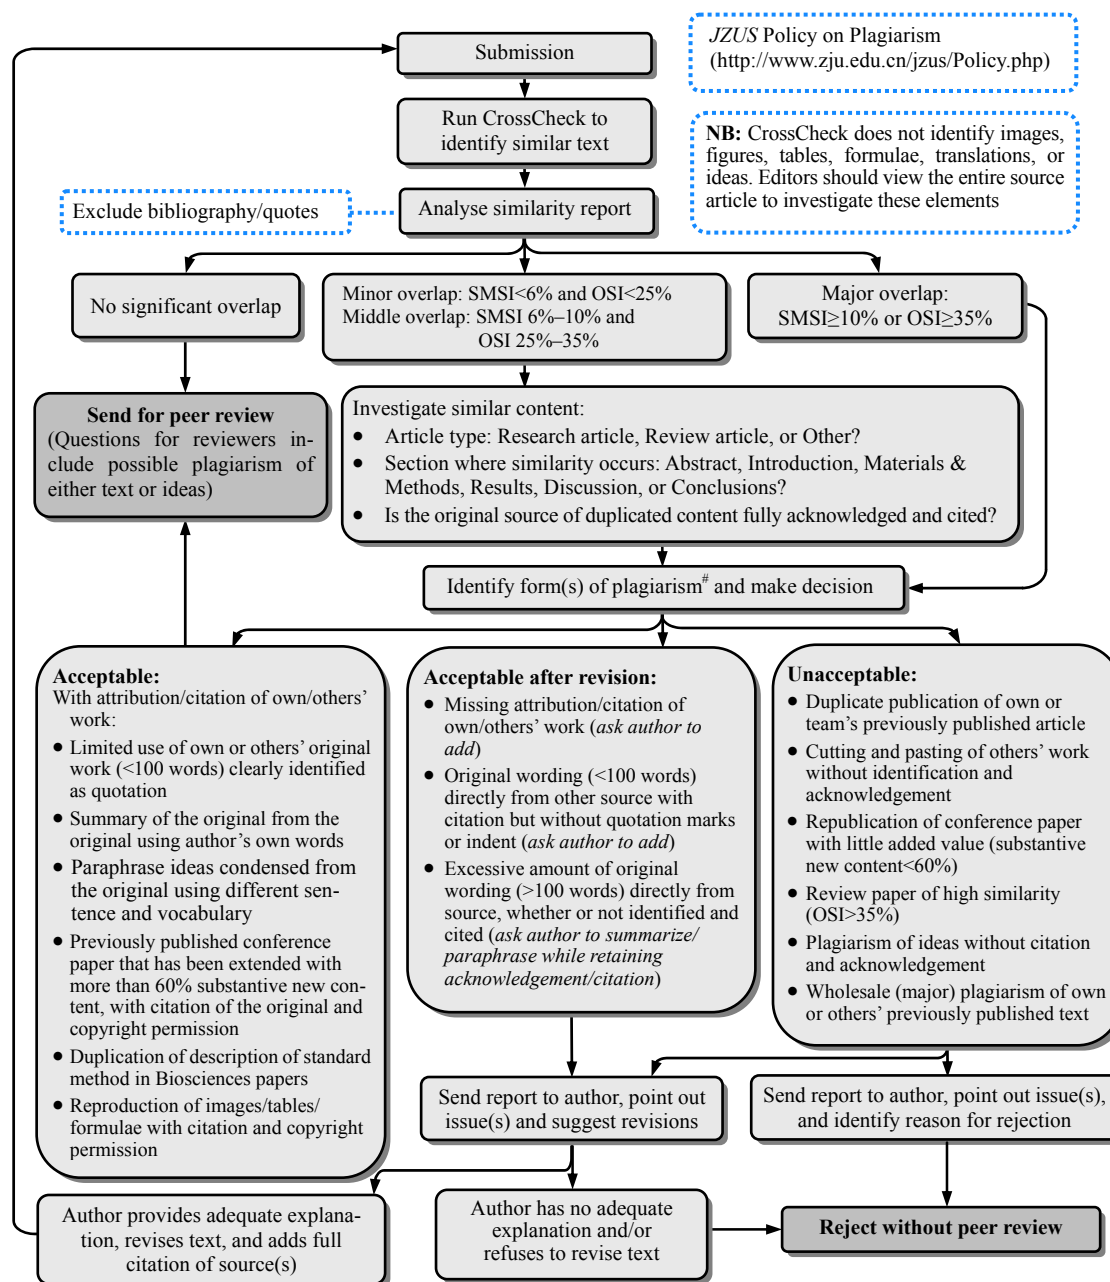 Submission
JZUS Policy on Plagiarism
(http://www.zju.edu.cn/jzus/Policy.php)
Run CrossCheck to
identify similar text
NB: CrossCheck does not identify images,
figures, tables, formulae, translations, or
ideas. Editors should view the entire source
article to investigate these elements
Exclude bibliography/quotes
Analyse similarity report
No significant overlap
Minor overlap: SMSI<6% and OSI<25%
Middle overlap: SMSI 6%–10% and
OSI 25%–35%
Major overlap:
SMSI≥10% or OSI≥35%
Send for peer review
(Questions for reviewers in-
clude possible plagiarism of
either text or ideas)
Investigate similar content:
• Article type: Research article, Review article, or Other?
• Section where similarity occurs: Abstract, Introduction, Materials &
Methods, Results, Discussion, or Conclusions?
• Is the original source of duplicated content fully acknowledged and cited?
Identify form(s) of plagiarism# and make decision
Acceptable:
With attribution/citation of own/others’
work:
• Limited use of own or others’ original
work (<100 words) clearly identified
as quotation
• Summary of the original from the
original using author’s own words
• Paraphrase ideas condensed from
the original using different sen-
tence and vocabulary
• Previously published conference
paper that has been extended with
more than 60% substantive new con-
tent, with citation of the original and
copyright permission
• Duplication of description of standard
method in Biosciences papers
• Reproduction of images/tables/
formulae with citation and copyright
permission
Acceptable after revision:
• Missing attribution/citation of
own/others’ work (ask author to
add)
• Original wording (<100 words)
directly from other source with
citation but without quotation marks
or indent (ask author to add)
• Excessive amount of original
wording (>100 words) directly from
source, whether or not identified and
cited (ask author to summarize/
paraphrase while retaining
acknowledgement/citation)
Unacceptable:
• Duplicate publication of own or
team’s previously published article
• Cutting and pasting of others’ work
without identification and
acknowledgement
• Republication of conference paper
with little added value (substantive
new content<60%)
• Review paper of high similarity
(OSI>35%)
• Plagiarism of ideas without citation
and acknowledgement
• Wholesale (major) plagiarism of own
or others’ previously published text
Send report to author, point out
issue(s) and suggest revisions
Send report to author, point out issue(s),
and identify reason for rejection
Author provides adequate explana-
tion, revises text, and adds full
citation of source(s)
Author has no adequate
explanation and/or
refuses to revise text
Reject without peer review